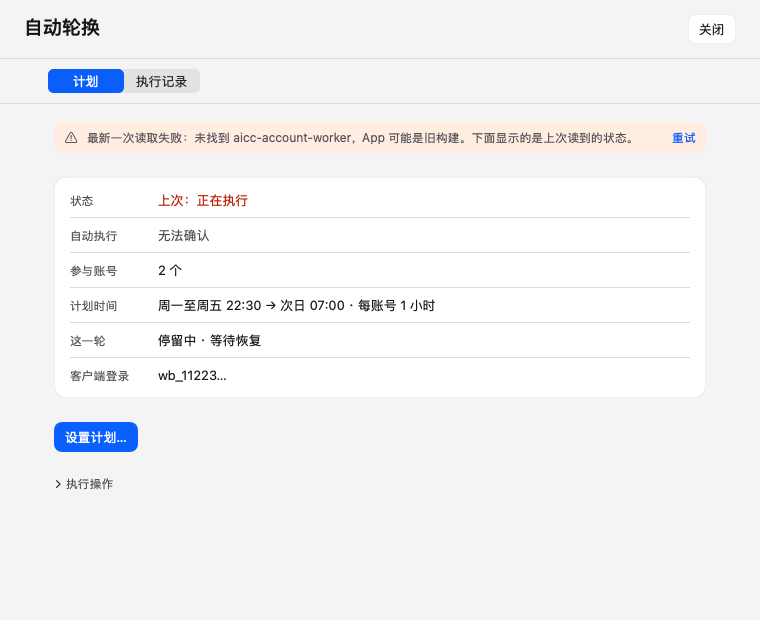 自动轮换
关闭
计划
执行记录
最新一次读取失败：未找到 aicc-account-worker，App 可能是旧构建。下面显示的是上次读到的状态。
重试
状态
上次：正在执行
自动执行
无法确认
参与账号
2 个
计划时间
周一至周五 22:30 → 次日 07:00 · 每账号 1 小时
这一轮
停留中 · 等待恢复
客户端登录
wb_11223…
设置计划…
执行操作